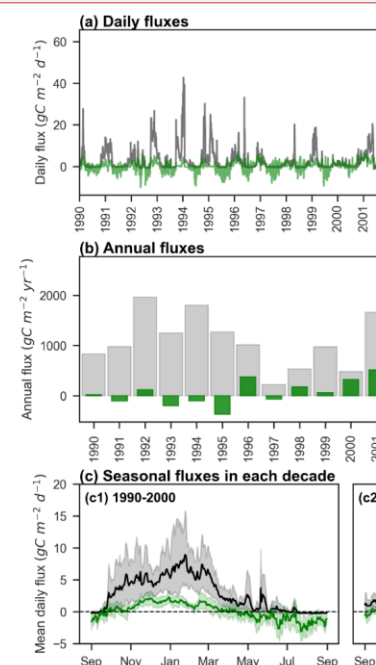 (a) Daily fluxes
Daily flux (gC m⁻² d⁻¹)
60
40
20
0
1990 1991 1992 1993 1994 1995 1996 1997 1998 1999 2000 2001
(b) Annual fluxes
Annual flux (gC m⁻² yr⁻¹)
2000
1000
0
1990 1991 1992 1993 1994 1995 1996 1997 1998 1999 2000 2001
(c) Seasonal fluxes in each decade
Mean daily flux (gC m⁻² d⁻¹)
20
15
10
5
0
−5
(c1) 1990-2000
(c2
Sep Nov Jan Mar May Jul Sep
Sep